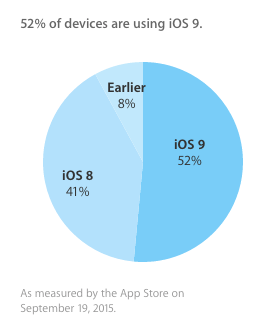 52% of devices are using iOS 9.
Earlier
8%
iOS 9
52%
iOS 8
41%
As measured by the App Store on
September 19, 2015.